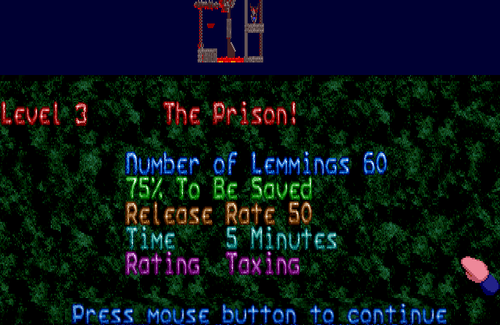 Level 3 The Prison!
Number of Lemmings 60
75% To Be Saved
Release Rate 50
Time 5 Minutes
Rating Taxing
Press mouse button to continue